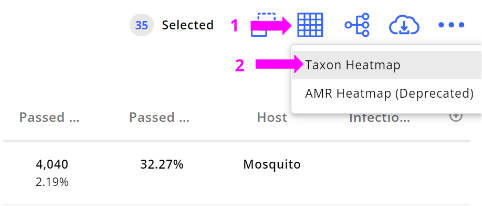 35 Selected 1
2 Taxon Heatmap
AMR Heatmap (Deprecated)
Passed ... Passed ... Host Infectio...
4,040 32.27% Mosquito
2.19%